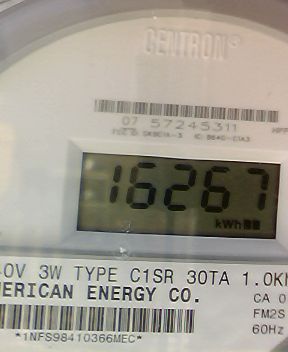 CENTRON®
07 57245311
16267
kWh
0V 3W TYPE C1SR 30TA 1.0K
ERICAN ENERGY CO.
CA 0
FM2S
60Hz
*1NFS98410366MEC*